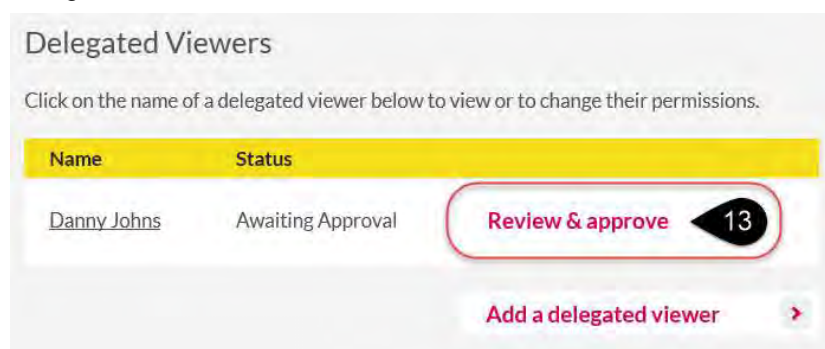 Delegated Viewers
Click on the name of a delegated viewer below to view or to change their permissions.
Name Status
Danny Johns Awaiting Approval Review & approve 13
Add a delegated viewer >